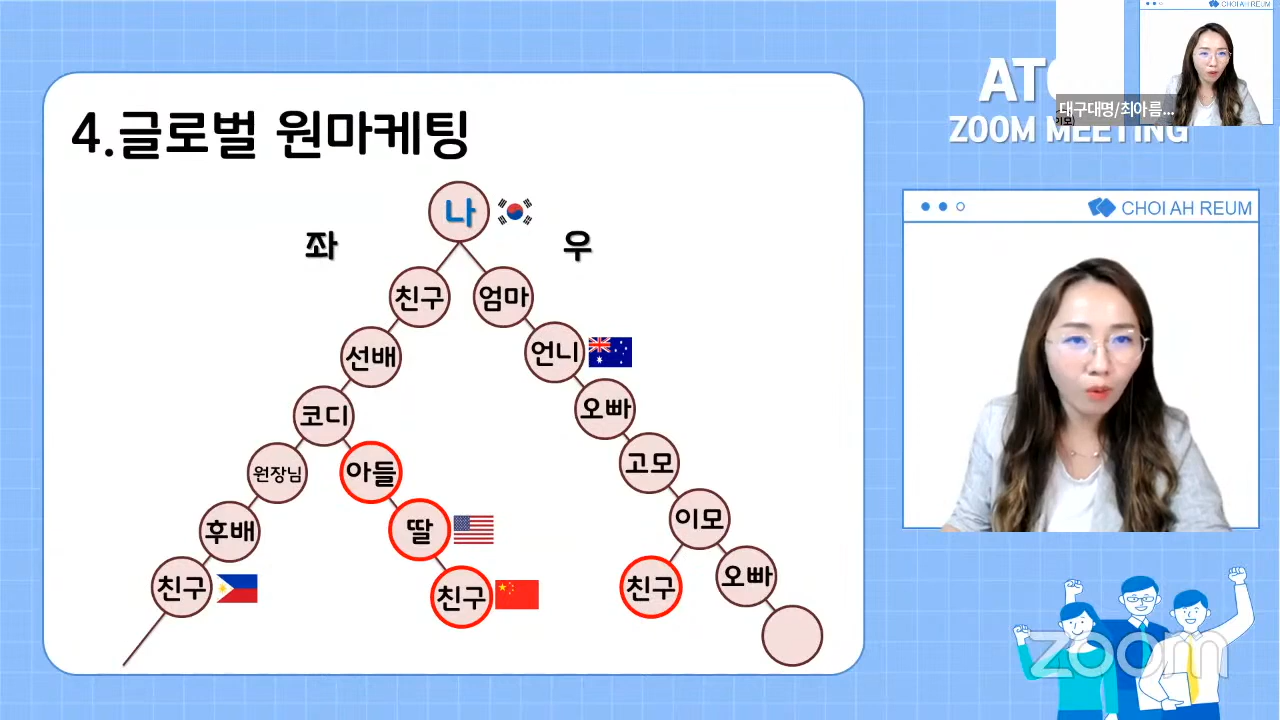 4.글로벌 원마케팅
나
좌
우
친구
엄마
선배
언니
코디
오빠
원장님
아들
고모
후배
딸
이모
친구
친구
친구
오빠
CHOI AH REUM
대구대명/최아름...
ZOOM MEETING
CHOI AH REUM
zoom